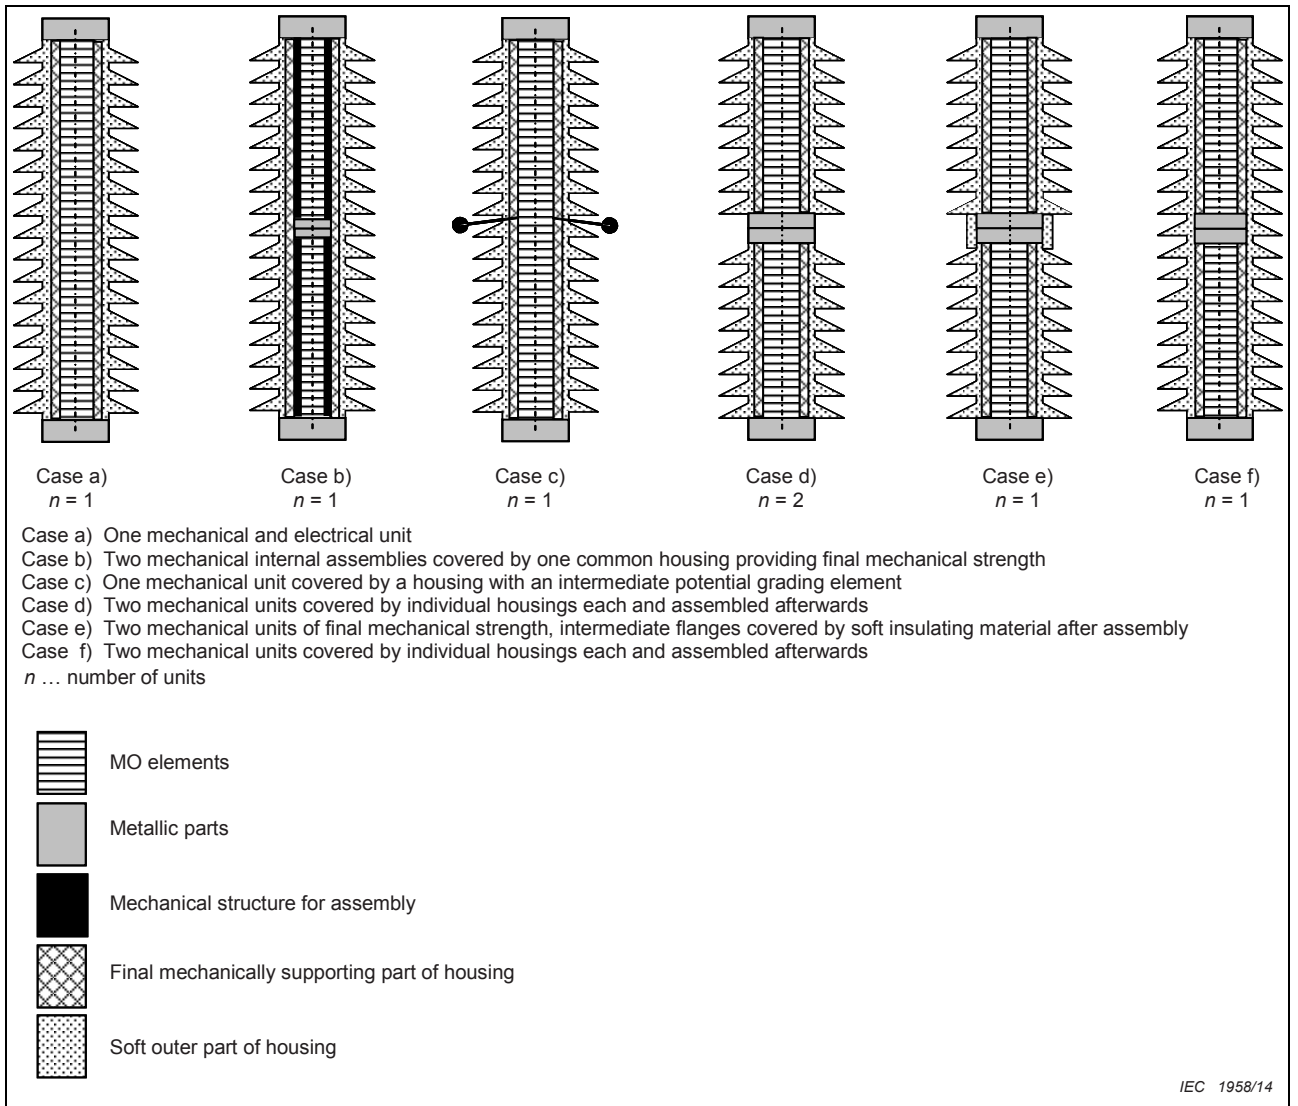 Case a) Case b) Case c) Case d) Case e) Case f)
n = 1 n = 1 n = 1 n = 2 n = 1 n = 1
Case a) One mechanical and electrical unit
Case b) Two mechanical internal assemblies covered by one common housing providing final mechanical strength
Case c) One mechanical unit covered by a housing with an intermediate potential grading element
Case d) Two mechanical units covered by individual housings each and assembled afterwards
Case e) Two mechanical units of final mechanical strength, intermediate flanges covered by soft insulating material after assembly
Case f) Two mechanical units covered by individual housings each and assembled afterwards
n … number of units
MO elements
Metallic parts
Mechanical structure for assembly
Final mechanically supporting part of housing
Soft outer part of housing
IEC 1958/14